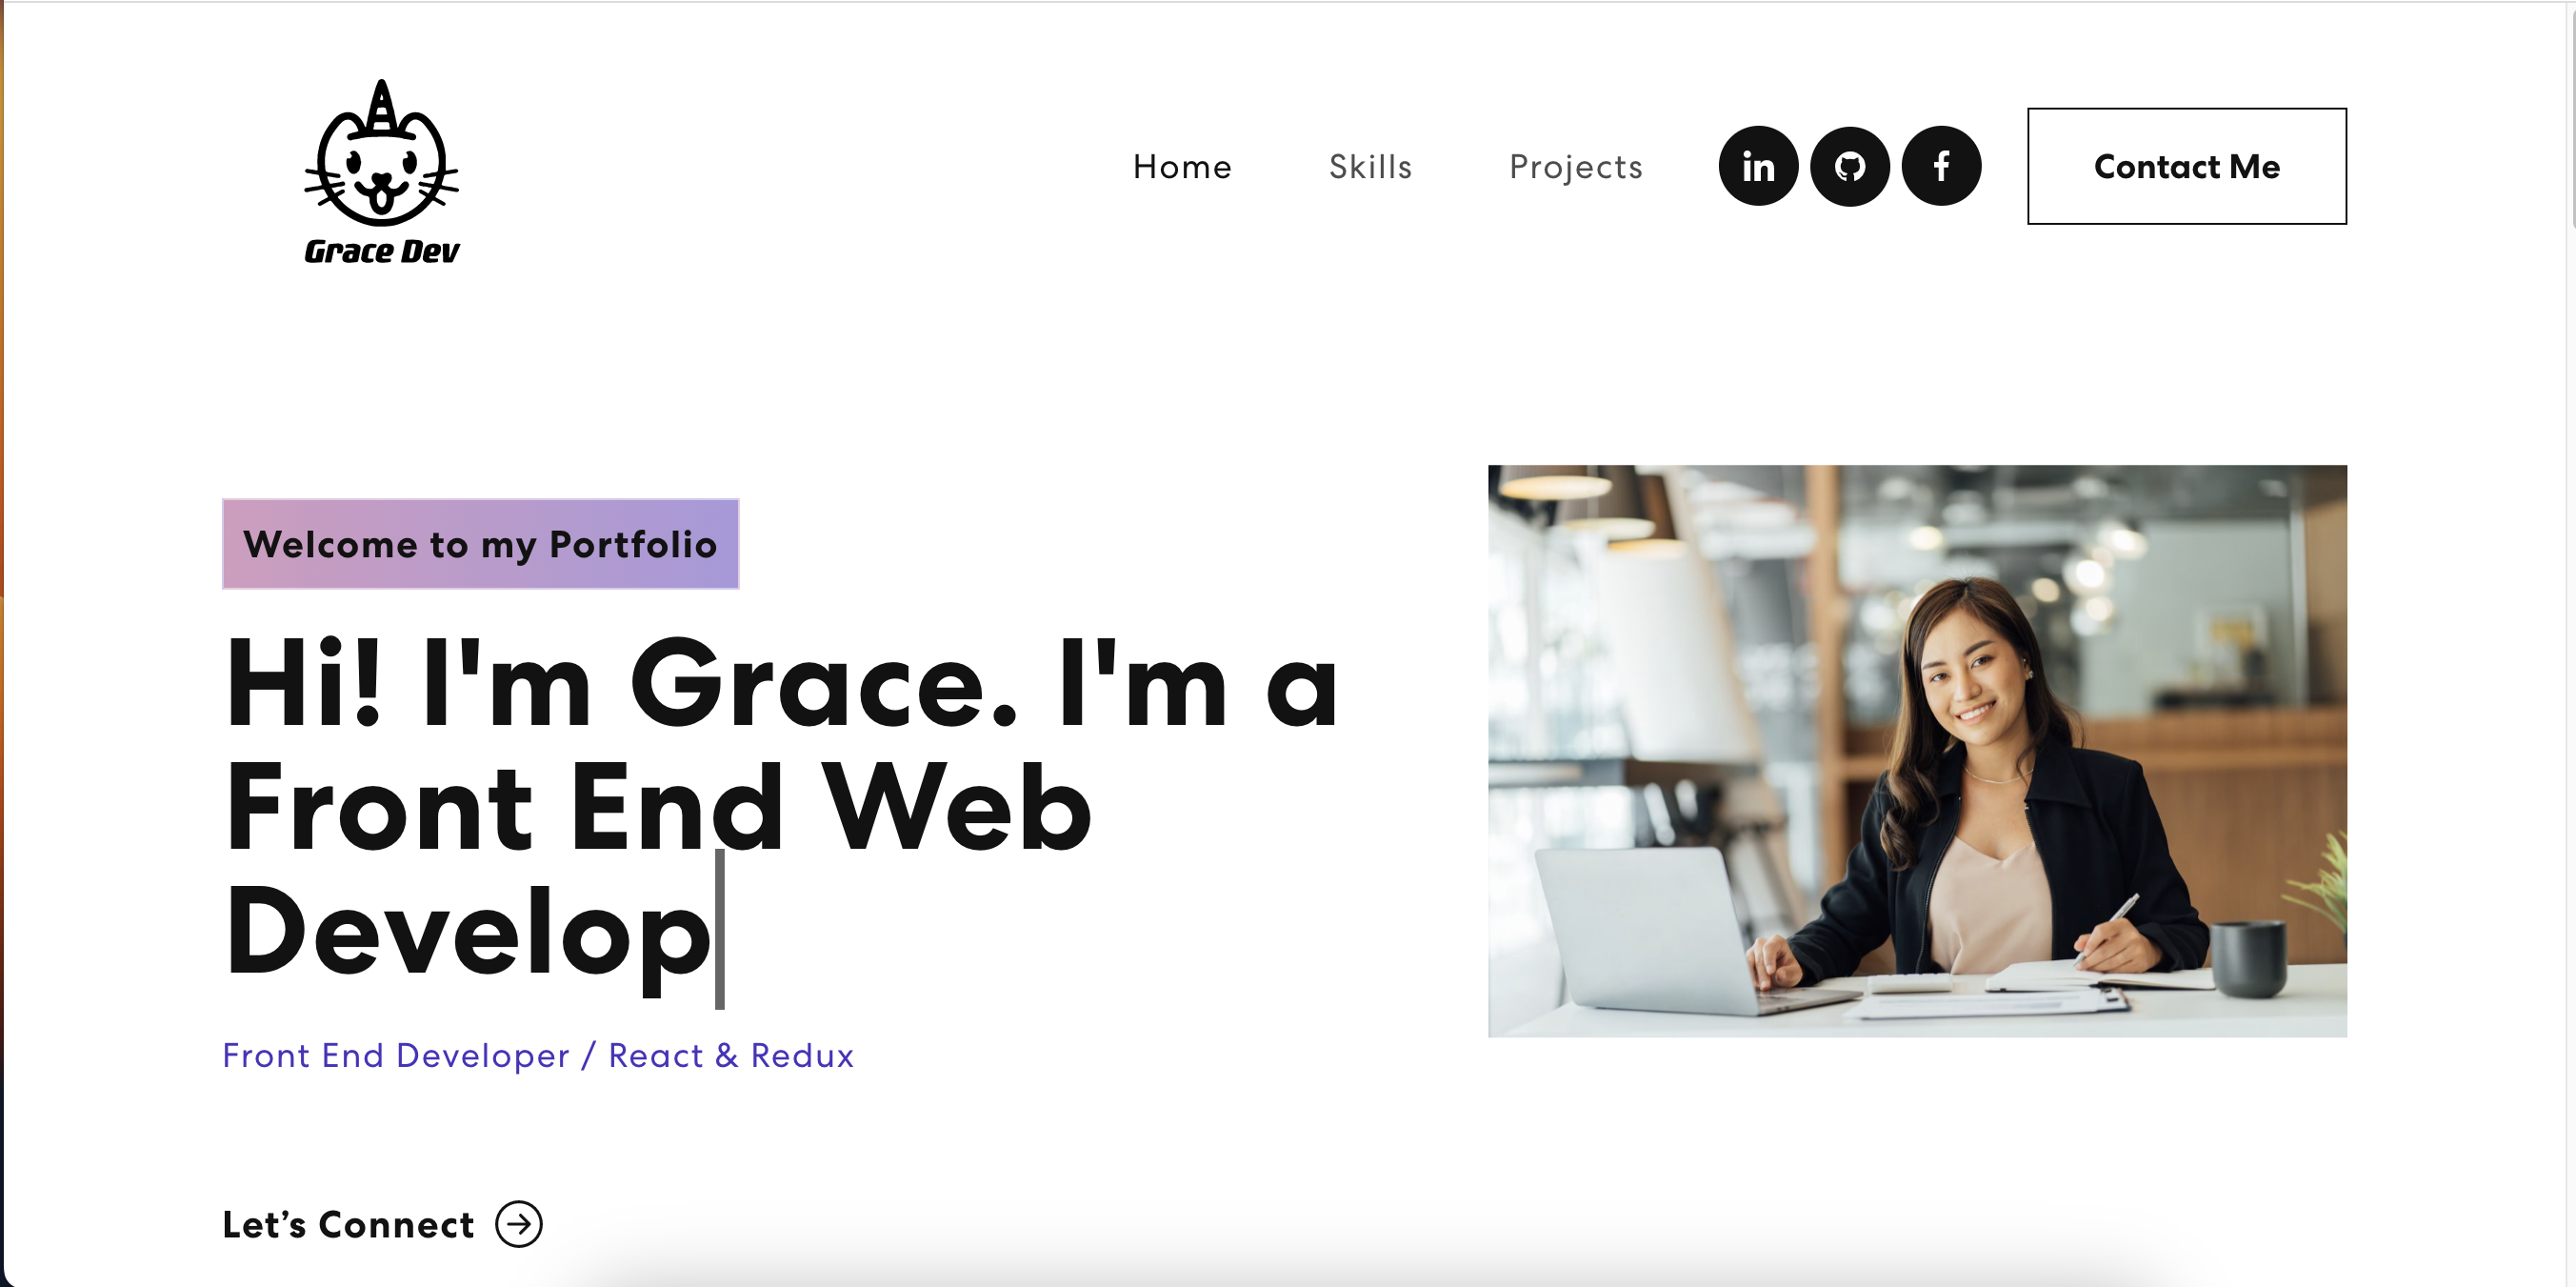 Grace Dev
Home
Skills
Projects
in
f
Contact Me
Welcome to my Portfolio
Hi! I'm Grace. I'm a
Front End Web
Develop
Front End Developer / React & Redux
Let’s Connect